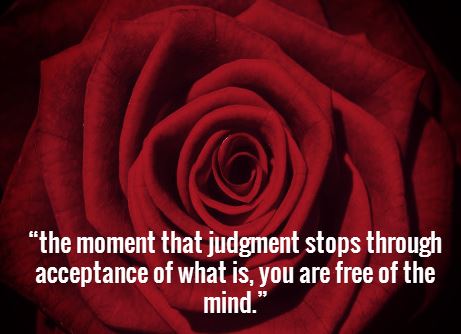 “the moment that judgment stops through
acceptance of what is, you are free of the
mind.”